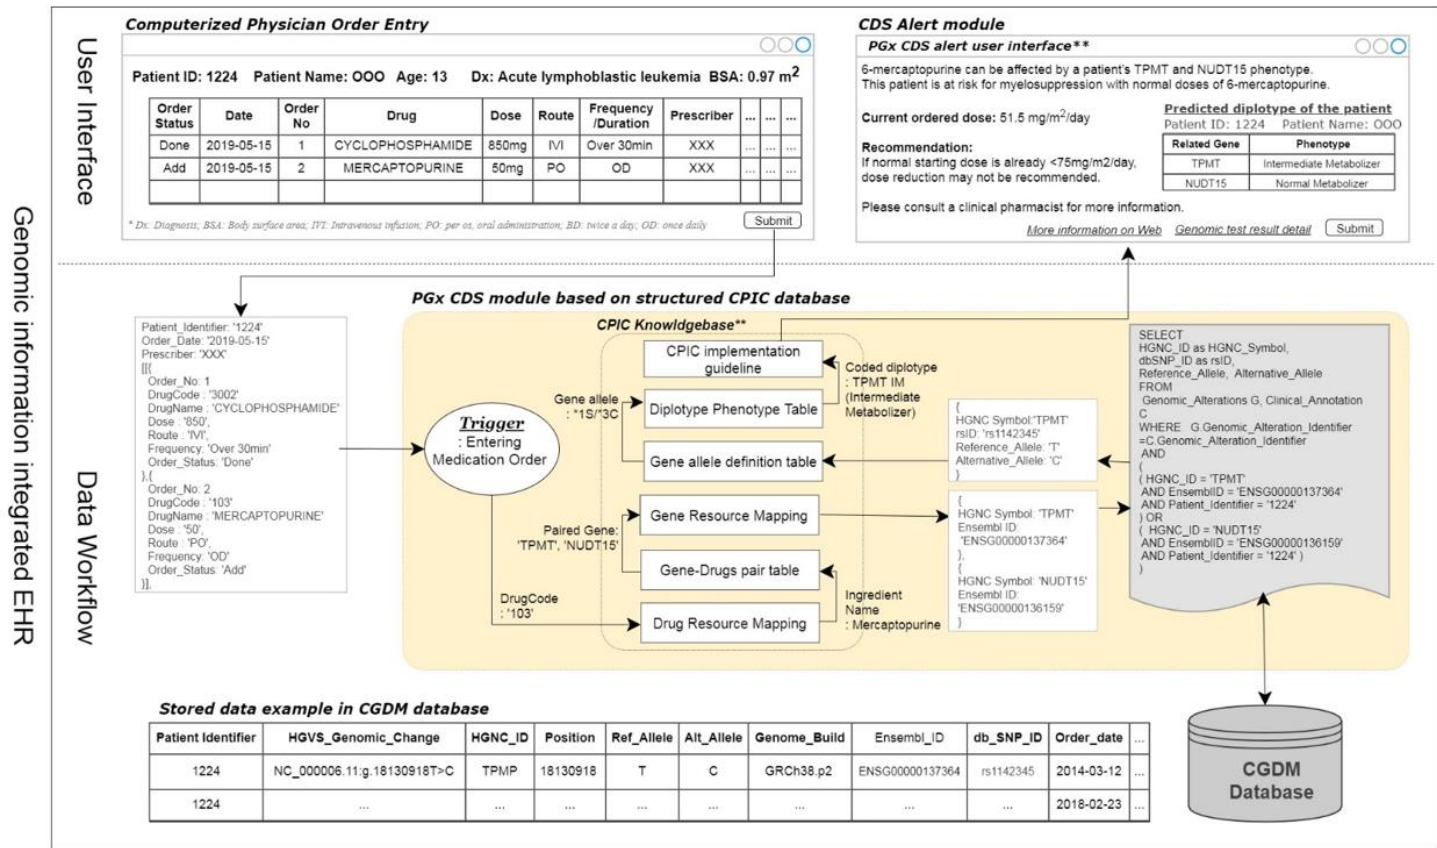 Genomic information integrated EHR
User Interface
Data Workflow
Computerized Physician Order Entry
Patient ID: 1224 Patient Name: OOO Age: 13 Dx: Acute lymphoblastic leukemia BSA: 0.97 m2
Order Status Date Order No Drug Dose Route Frequency /Duration Prescriber ... ... ...
Done 2019-05-15 1 CYCLOPHOSPHAMIDE 850mg IVI Over 30min XXX ... ... ...
Add 2019-05-15 2 MERCAPTOPURINE 50mg PO OD XXX ... ... ...
* Dx: Diagnosis; BSA: Body surface area; IVI: Intravenous infusion; PO: per os, oral administration; BD: twice a day; OD: once daily
Submit
CDS Alert module
PGx CDS alert user interface**
6-mercaptopurine can be affected by a patient's TPMT and NUDT15 phenotype.
This patient is at risk for myelosuppression with normal doses of 6-mercaptopurine.
Current ordered dose: 51.5 mg/m2/day
Recommendation:
If normal starting dose is already <75mg/m2/day,
dose reduction may not be recommended.
Predicted diplotype of the patient
Patient ID: 1224 Patient Name: OOO
Related Gene Phenotype
TPMT Intermediate Metabolizer
NUDT15 Normal Metabolizer
Please consult a clinical pharmacist for more information.
More information on Web Genomic test result detail Submit
Patient_Identifier: '1224'
Order_Date: '2019-05-15'
Prescriber: 'XXX'
[[{
Order_No: 1
DrugCode : '3002'
DrugName : 'CYCLOPHOSPHAMIDE'
Dose : '850',
Route : 'IVI',
Frequency: 'Over 30min'
Order_Status: 'Done'
},{
Order_No: 2
DrugCode : '103'
DrugName : 'MERCAPTOPURINE'
Dose : '50',
Route : 'PO',
Frequency: 'OD'
Order_Status: 'Add'
}],
PGx CDS module based on structured CPIC database
Trigger
: Entering
Medication Order
DrugCode
: '103'
CPIC Knowldgebase**
CPIC implementation
guideline
Diplotype Phenotype Table
Gene allele definition table
Gene Resource Mapping
Gene-Drugs pair table
Drug Resource Mapping
Gene allele
: *1S/*3C
Paired Gene:
'TPMT', 'NUDT15'
Coded diplotype
: TPMT IM
(Intermediate
Metabolizer)
Ingredient
Name
: Mercaptopurine
{
HGNC Symbol:'TPMT'
rsID: 'rs1142345'
Reference_Allele: 'T'
Alternative_Allele: 'C'
}
{
HGNC Symbol: 'TPMT'
Ensembl ID:
'ENSG00000137364'
},
{
HGNC Symbol: 'NUDT15'
Ensembl ID:
'ENSG00000136159'
}
SELECT
HGNC_ID as HGNC_Symbol,
dbSNP_ID as rsID,
Reference_Allele, Alternative_Allele
FROM
Genomic_Alterations G, Clinical_Annotation
C
WHERE G.Genomic_Alteration_Identifier
=C.Genomic_Alteration_Identifier
AND
(
( HGNC_ID = 'TPMT'
AND EnsemblID = 'ENSG00000137364'
AND Patient_Identifier = '1224'
) OR
( HGNC_ID = 'NUDT15'
AND EnsemblID = 'ENSG00000136159'
AND Patient_Identifier = '1224' )
)
Stored data example in CGDM database
Patient Identifier HGVS_Genomic_Change HGNC_ID Position Ref_Allele Alt_Allele Genome_Build Ensembl_ID db_SNP_ID Order_date ...
1224 NC_000006.11:g.18130918T>C TPMP 18130918 T C GRCh38.p2 ENSG00000137364 rs1142345 2014-03-12 ...
1224 ... ... ... ... ... ... ... ... 2018-02-23 ...
CGDM
Database